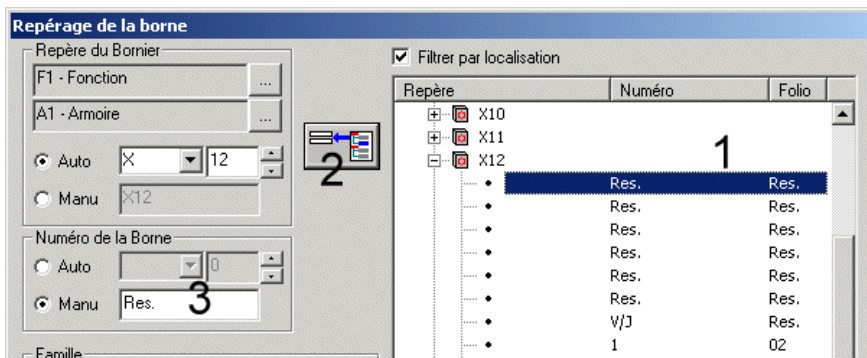 Repérage de la borne
Repère du Bornier
F1 - Fonction
...
A1 - Armoire
...
Auto X 12
Manu X12
2
Numéro de la Borne
Auto 0
Manu Res.
3
Famille
Filtrer par localisation
Repère Numéro Folio
X10
X11
X12
1
Res. Res.
Res. Res.
Res. Res.
Res. Res.
Res. Res.
Res. Res.
V/J Res.
1 02